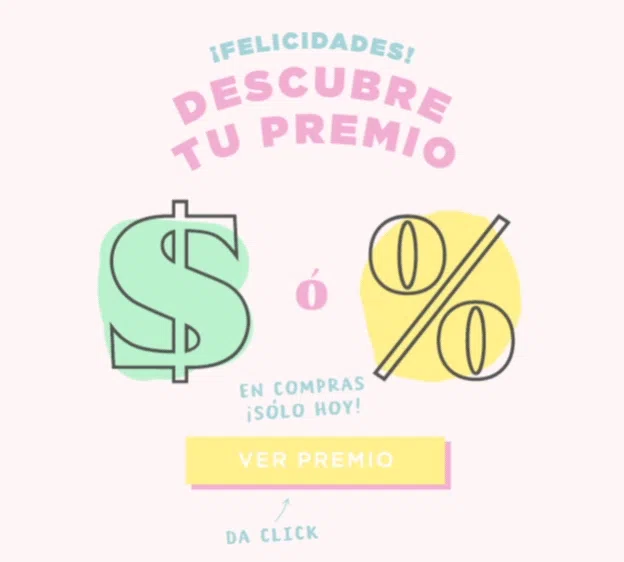 ¡FELICIDADES!
DESCUBRE
TU PREMIO
$ ó %
EN COMPRAS
¡SÓLO HOY!
VER PREMIO
DA CLICK